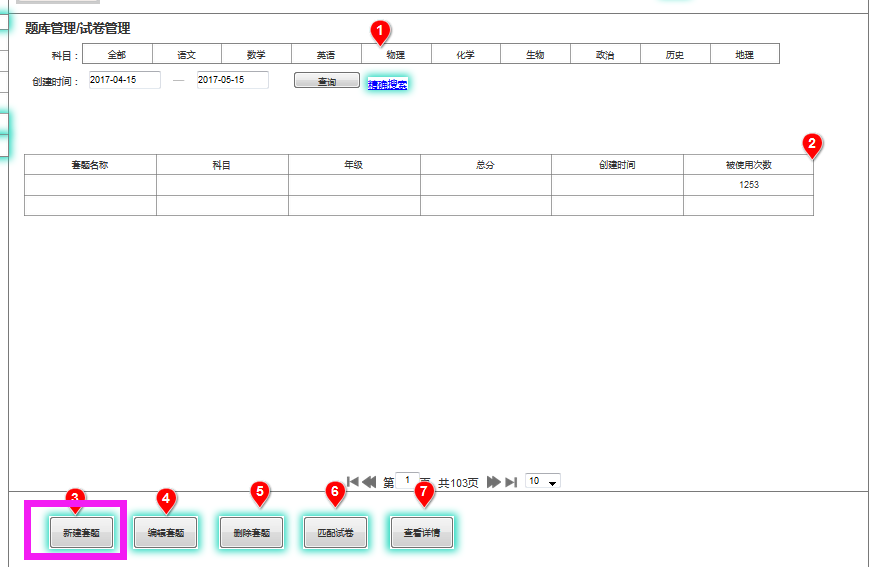 题库管理/试卷管理
1
科目： 全部 语文 数学 英语 物理 化学 生物 政治 历史 地理
创建时间： 2017-04-15 — 2017-05-15 查询 精确搜索
2
套题名称 科目 年级 总分 创建时间 被使用次数
1253
第 1 页 共103页 10
3 4 5 6 7
新建套题 编辑套题 删除套题 匹配试卷 查看详情